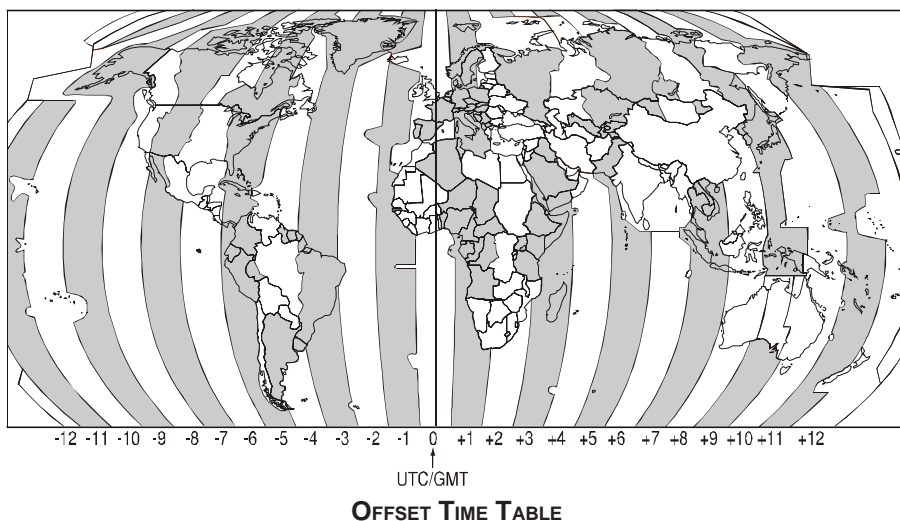 -12 -11 -10 -9 -8 -7 -6 -5 -4 -3 -2 -1 0 +1 +2 +3 +4 +5 +6 +7 +8 +9 +10 +11 +12
UTC/GMT
OFFSET TIME TABLE